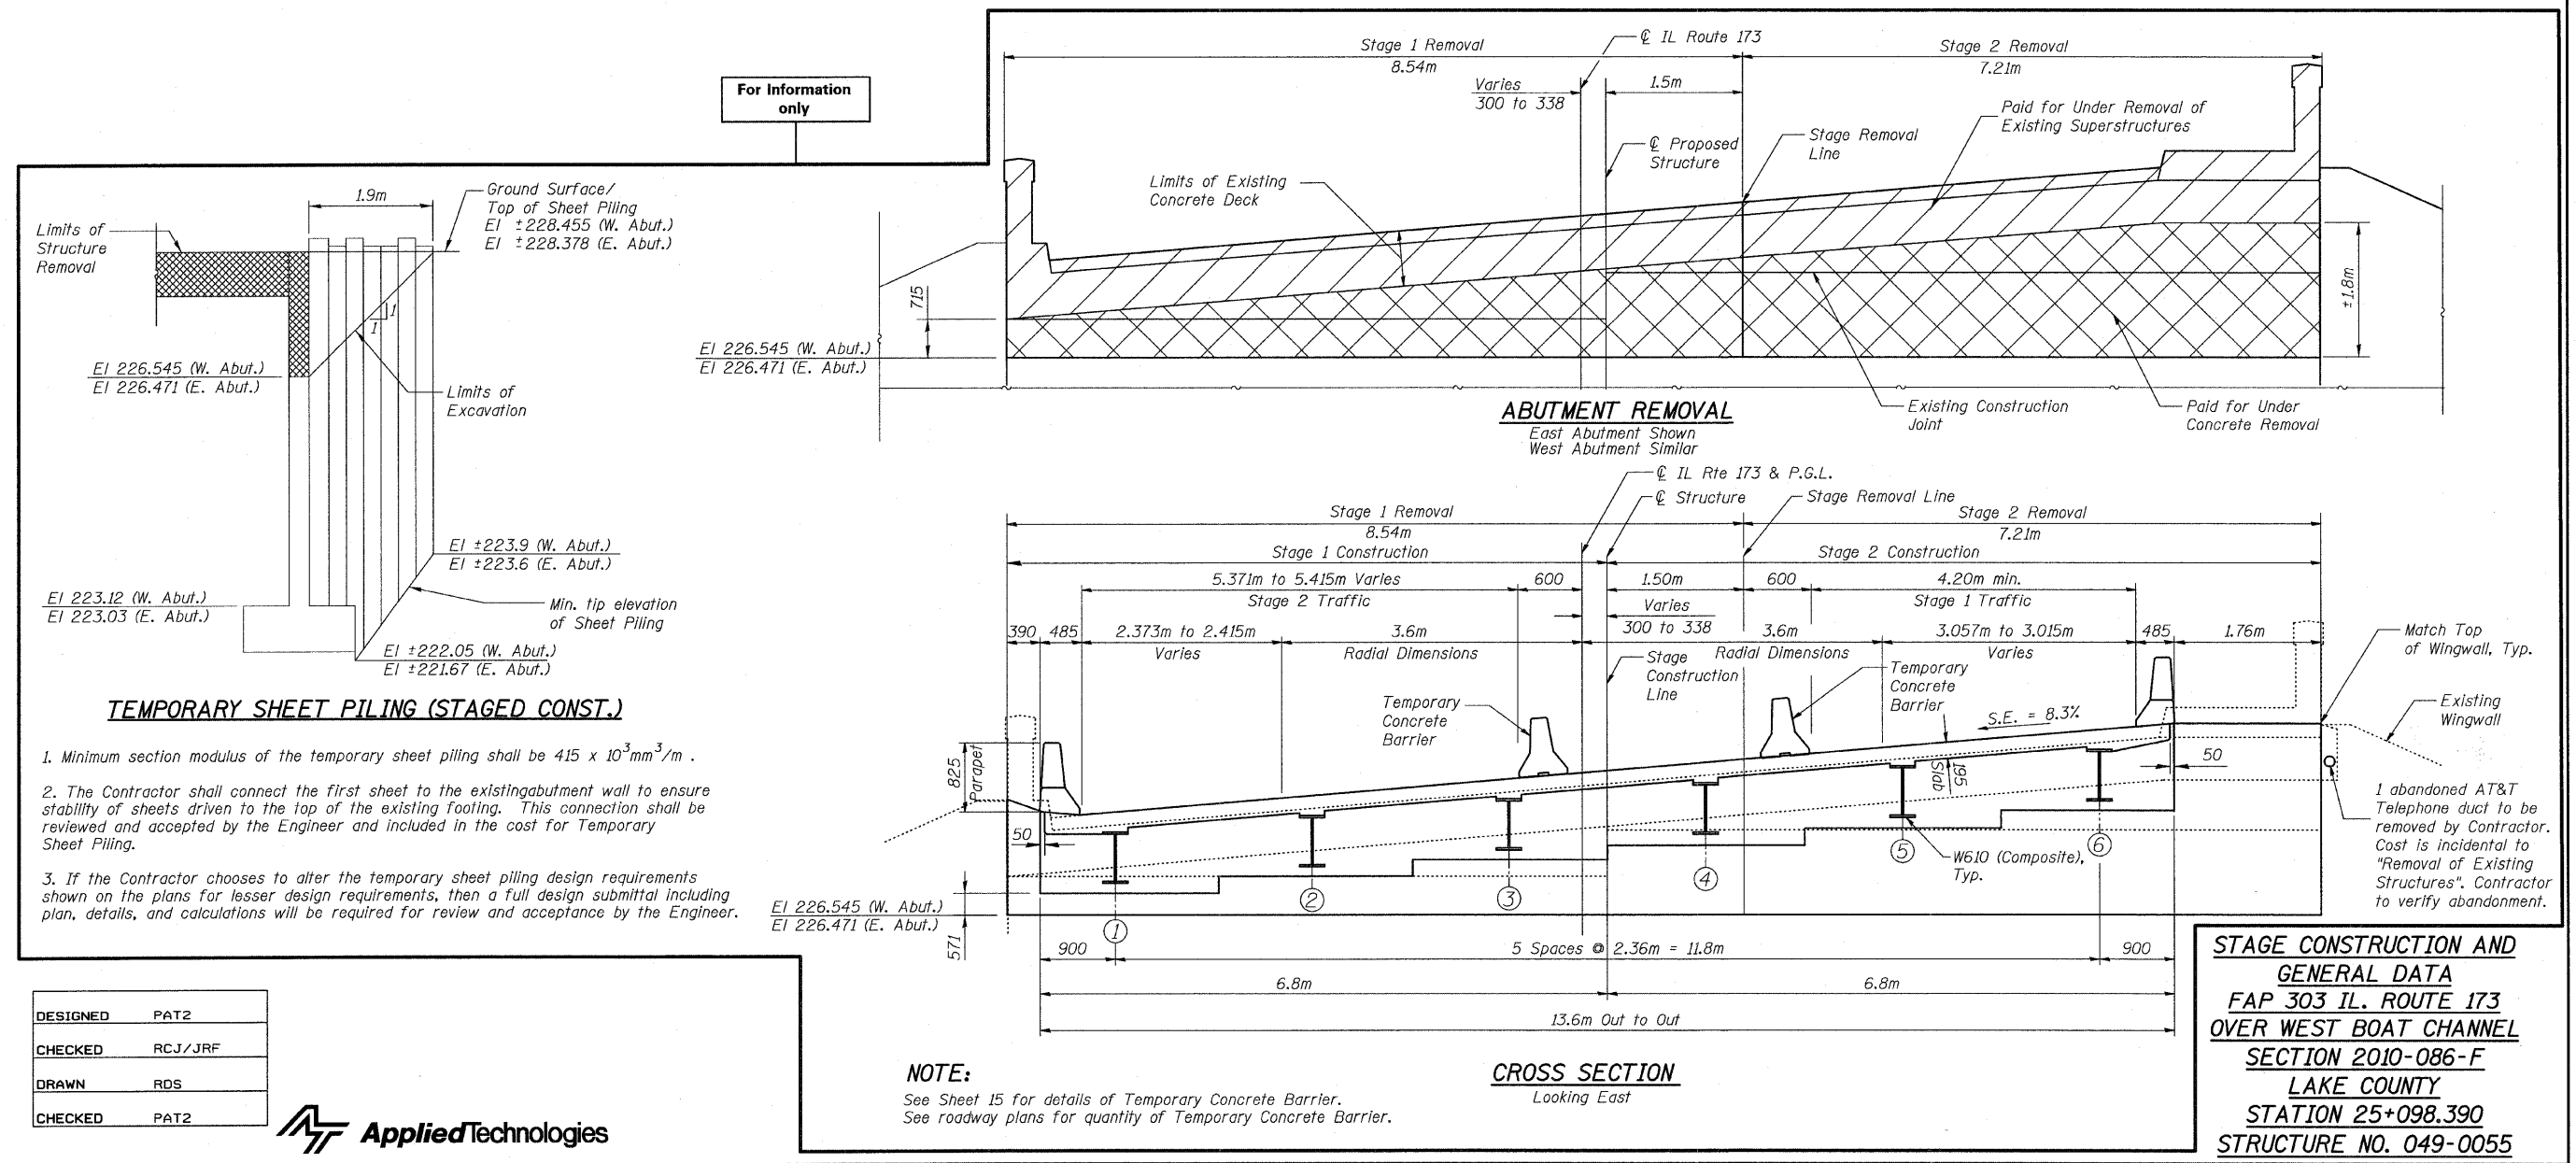 For Information
only
1.9m
Ground Surface/
Top of Sheet Piling
El ±228.455 (W. Abut.)
El ±228.378 (E. Abut.)
Limits of
Structure
Removal
1
1
El 226.545 (W. Abut.)
El 226.471 (E. Abut.)
Limits of
Excavation
El ±223.9 (W. Abut.)
El ±223.6 (E. Abut.)
El 223.12 (W. Abut.)
El 223.03 (E. Abut.)
Min. tip elevation
of Sheet Piling
El ±222.05 (W. Abut.)
El ±221.67 (E. Abut.)
TEMPORARY SHEET PILING (STAGED CONST.)
1. Minimum section modulus of the temporary sheet piling shall be 415 x 10³mm³/m .
2. The Contractor shall connect the first sheet to the existingabutment wall to ensure
stability of sheets driven to the top of the existing footing. This connection shall be
reviewed and accepted by the Engineer and included in the cost for Temporary
Sheet Piling.
3. If the Contractor chooses to alter the temporary sheet piling design requirements
shown on the plans for lesser design requirements, then a full design submittal including
plan, details, and calculations will be required for review and acceptance by the Engineer.
Stage 1 Removal
8.54m
℄ IL Route 173
Stage 2 Removal
7.21m
Varies
300 to 338
1.5m
Paid for Under Removal of
Existing Superstructures
Stage Removal
Line
℄ Proposed
Structure
Limits of Existing
Concrete Deck
715
±1.8m
El 226.545 (W. Abut.)
El 226.471 (E. Abut.)
Existing Construction
Joint
Paid for Under
Concrete Removal
ABUTMENT REMOVAL
East Abutment Shown
West Abutment Similar
℄ IL Rte 173 & P.G.L.
℄ Structure
Stage Removal Line
Stage 1 Removal
8.54m
Stage 2 Removal
7.21m
Stage 1 Construction
Stage 2 Construction
5.371m to 5.415m Varies
Stage 2 Traffic
600
1.50m
600
4.20m min.
Stage 1 Traffic
Varies
300 to 338
390
485
2.373m to 2.415m
Varies
3.6m
Radial Dimensions
3.6m
Radial Dimensions
3.057m to 3.015m
Varies
485
1.76m
Match Top
of Wingwall, Typ.
Stage
Construction
Line
Temporary
Concrete
Barrier
Temporary
Concrete
Barrier
S.E. = 8.3%
Existing
Wingwall
825
Parapet
50
195
Slab
50
1 abandoned AT&T
Telephone duct to be
removed by Contractor.
Cost is incidental to
"Removal of Existing
Structures". Contractor
to verify abandonment.
W610 (Composite),
Typ.
1
2
3
4
5
6
El 226.545 (W. Abut.)
El 226.471 (E. Abut.)
571
900
5 Spaces @ 2.36m = 11.8m
900
6.8m
6.8m
13.6m Out to Out
CROSS SECTION
Looking East
NOTE:
See Sheet 15 for details of Temporary Concrete Barrier.
See roadway plans for quantity of Temporary Concrete Barrier.
DESIGNED PAT2
CHECKED RCJ/JRF
DRAWN RDS
CHECKED PAT2
AT AppliedTechnologies
STAGE CONSTRUCTION AND
GENERAL DATA
FAP 303 IL. ROUTE 173
OVER WEST BOAT CHANNEL
SECTION 2010-086-F
LAKE COUNTY
STATION 25+098.390
STRUCTURE NO. 049-0055